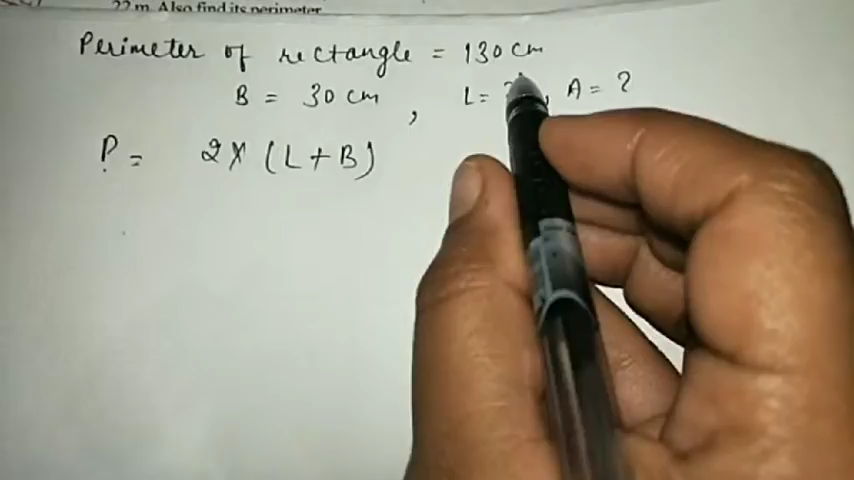 22 m. Also find its perimeter
Perimeter of rectangle = 130 cm
B = 30 cm , L = ?, A = ?
P = 2 X (L + B)